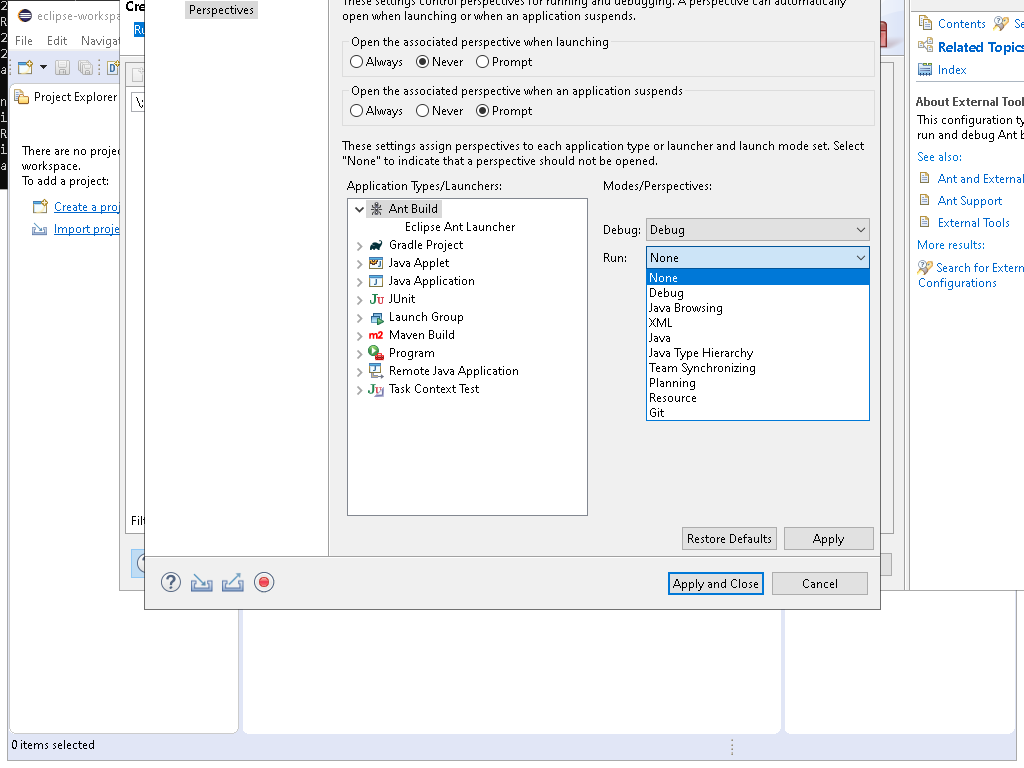 eclipse-workspa
File Edit Navigat
Project Explorer
There are no proje
workspace.
To add a project:
Create a proj
Import proje
0 items selected
Cre
Perspectives
These settings control perspectives for running and debugging. A perspective can automatically
open when launching or when an application suspends.
Open the associated perspective when launching
Always Never Prompt
Open the associated perspective when an application suspends
Always Never Prompt
These settings assign perspectives to each application type or launcher and launch mode set. Select
"None" to indicate that a perspective should not be opened.
Application Types/Launchers:
Ant Build
Eclipse Ant Launcher
Gradle Project
Java Applet
Java Application
JUnit
Launch Group
Maven Build
Program
Remote Java Application
Task Context Test
Modes/Perspectives:
Debug: Debug
Run: None
None
Debug
Java Browsing
XML
Java
Java Type Hierarchy
Team Synchronizing
Planning
Resource
Git
Restore Defaults Apply
Apply and Close Cancel
Filt
Contents Se
Related Topics
Index
About External Tool
This configuration ty
run and debug Ant b
See also:
Ant and External
Ant Support
External Tools
More results:
Search for Extern
Configurations